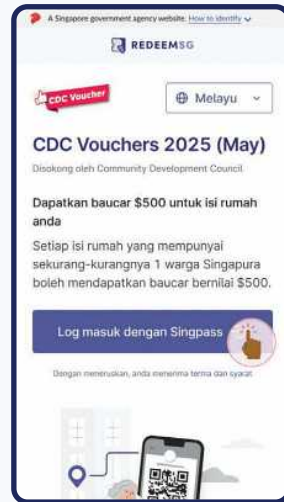 A Singapore government agency website. How to identify
REDEEMSG
CDC Voucher
Melayu
CDC Vouchers 2025 (May)
Disokong oleh Community Development Council
Dapatkan baucar $500 untuk isi rumah
anda
Setiap isi rumah yang mempunyai
sekurang-kurangnya 1 warga Singapura
boleh mendapatkan baucar bernilai $500.
Log masuk dengan Singpass
Dengan meneruskan, anda menerima terma dan syarat